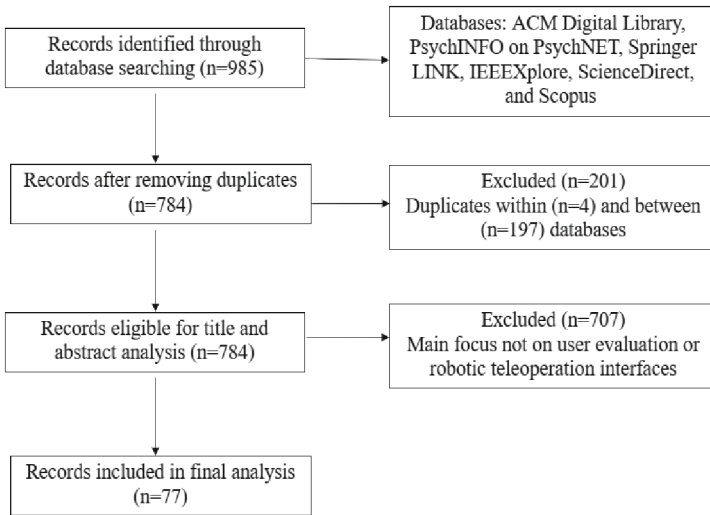 Records identified through
database searching (n=985)
Databases: ACM Digital Library,
PsychINFO on PsychNET, Springer
LINK, IEEEXplore, ScienceDirect,
and Scopus
Records after removing duplicates
(n=784)
Excluded (n=201)
Duplicates within (n=4) and between
(n=197) databases
Records eligible for title and
abstract analysis (n=784)
Excluded (n=707)
Main focus not on user evaluation or
robotic teleoperation interfaces
Records included in final analysis
(n=77)